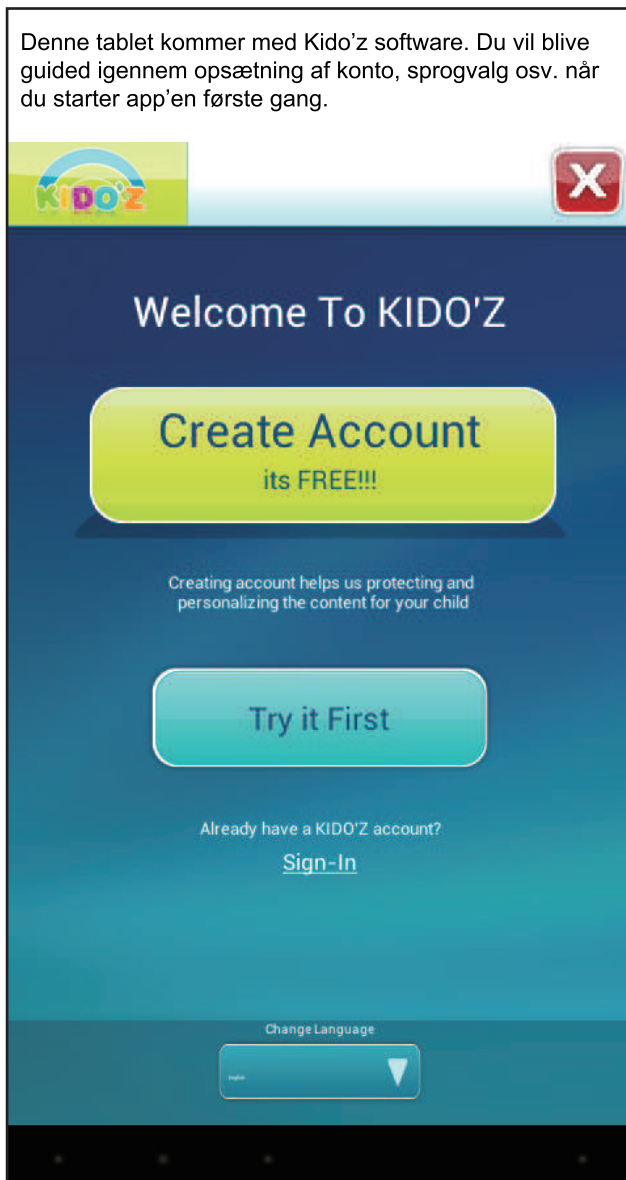 Denne tablet kommer med Kido’z software. Du vil blive
guided igennem opsætning af konto, sprogvalg osv. når
du starter app’en første gang.
KIDO'Z
X
Welcome To KIDO'Z
Create Account
its FREE!!!
Creating account helps us protecting and
personalizing the content for your child
Try it First
Already have a KIDO'Z account?
Sign-In
Change Language
English